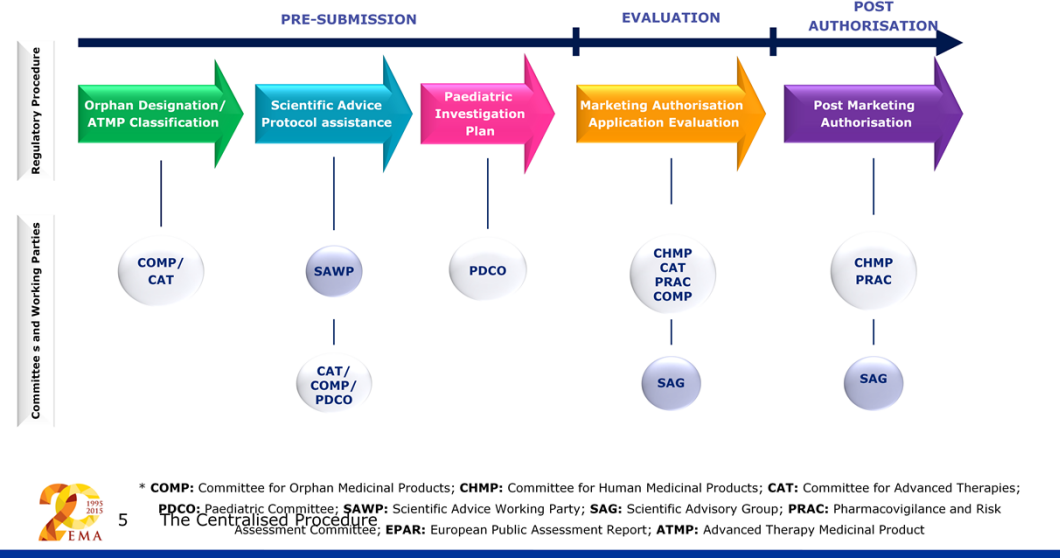 PRE-SUBMISSION
EVALUATION
POST
AUTHORISATION
Regulatory Procedure
Orphan Designation/
ATMP Classification
Scientific Advice
Protocol assistance
Paediatric
Investigation
Plan
Marketing Authorisation
Application Evaluation
Post Marketing
Authorisation
Committee s and Working Parties
COMP/
CAT
SAWP
PDCO
CHMP
CAT
PRAC
COMP
CHMP
PRAC
CAT/
COMP/
PDCO
SAG
SAG
* COMP: Committee for Orphan Medicinal Products; CHMP: Committee for Human Medicinal Products; CAT: Committee for Advanced Therapies;
PDCO: Paediatric Committee; SAWP: Scientific Advice Working Party; SAG: Scientific Advisory Group; PRAC: Pharmacovigilance and Risk
Assessment Committee; EPAR: European Public Assessment Report; ATMP: Advanced Therapy Medicinal Product
1995
2015
EMA
5 The Centralised Procedure